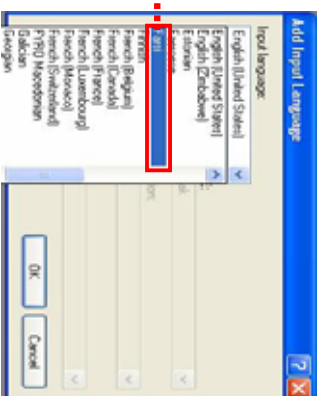 Add Input Language
Input language:
English (United States)
English (United States)
English (Zimbabwe)
Estonian
Faeroese
Farsi
Finnish
French (Belgium)
French (Canada)
French (France)
French (Luxembourg)
French (Monaco)
French (Switzerland)
FYRO Macedonian
Galician
Georgian
OK
Cancel